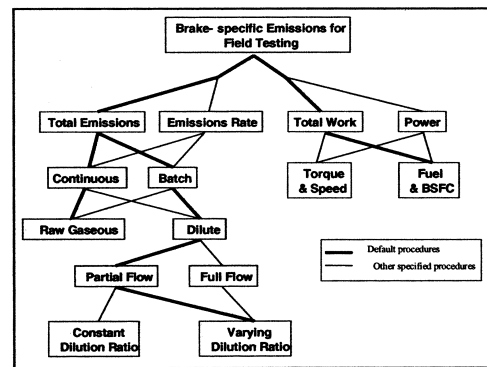 Brake- specific Emissions for
Field Testing
Total Emissions
Emissions Rate
Total Work
Power
Continuous
Batch
Torque
& Speed
Fuel
& BSFC
Raw Gaseous
Dilute
Default procedures
Other specified procedures
Partial Flow
Full Flow
Constant
Dilution Ratio
Varying
Dilution Ratio